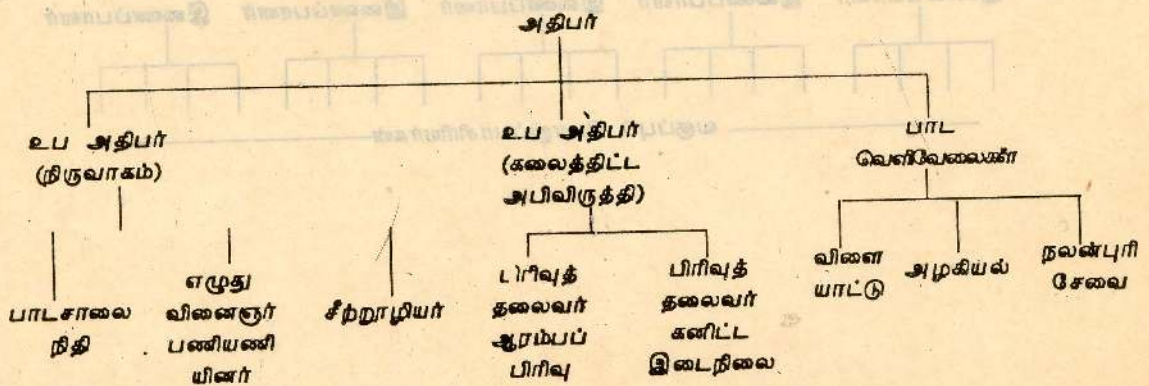 அதிபர்
உப அதிபர்
(நிருவாகம்)
உப அதிபர்
(கலைத்திட்ட
அபிவிருத்தி)
பாட
வெளிவேலைகள்
பாடசாலை
நிதி
எழுது
வினைஞர்
பணியணி
யினர்
சீற்றூழியர்
பிரிவுத்
தலைவர்
ஆரம்பப்
பிரிவு
பிரிவுத்
தலைவர்
கனிட்ட
இடைநிலை
விளை
யாட்டு
அழகியல்
நலன்புரி
சேவை